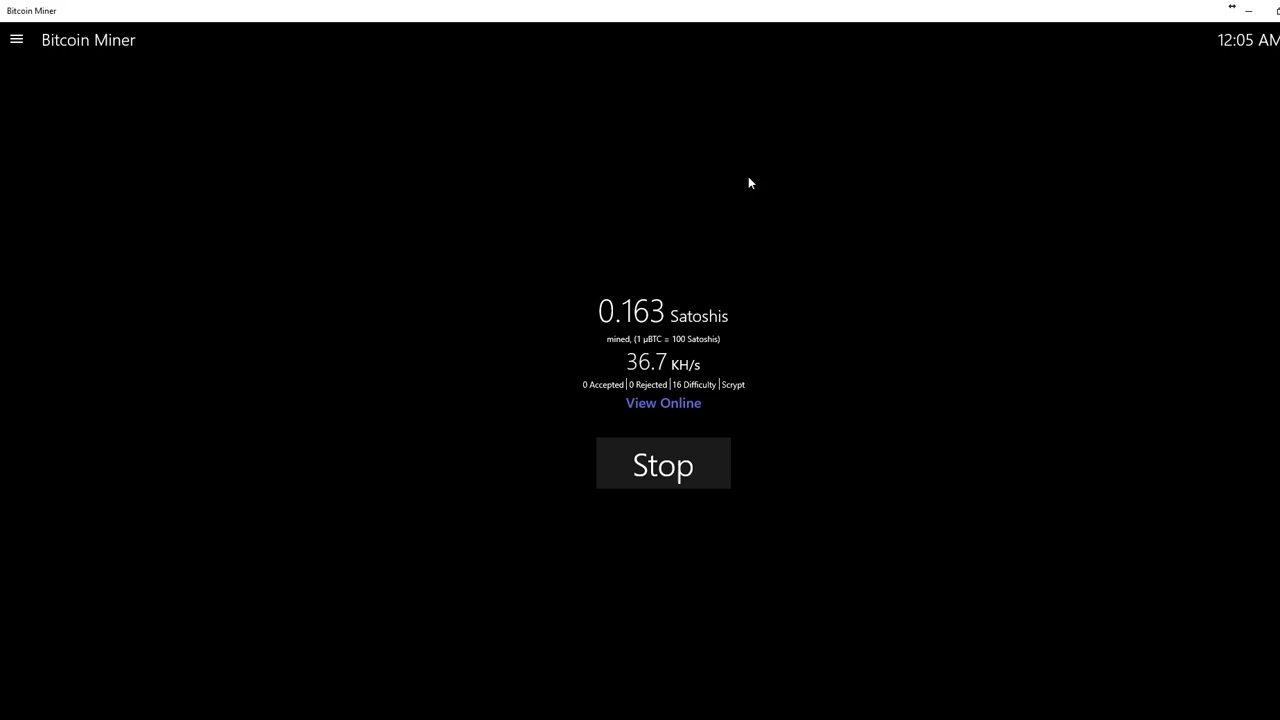 Bitcoin Miner
Bitcoin Miner
12:05 AM
0.163 Satoshis
mined, (1 µBTC = 100 Satoshis)
36.7 KH/s
0 Accepted | 0 Rejected | 16 Difficulty | Scrypt
View Online
Stop